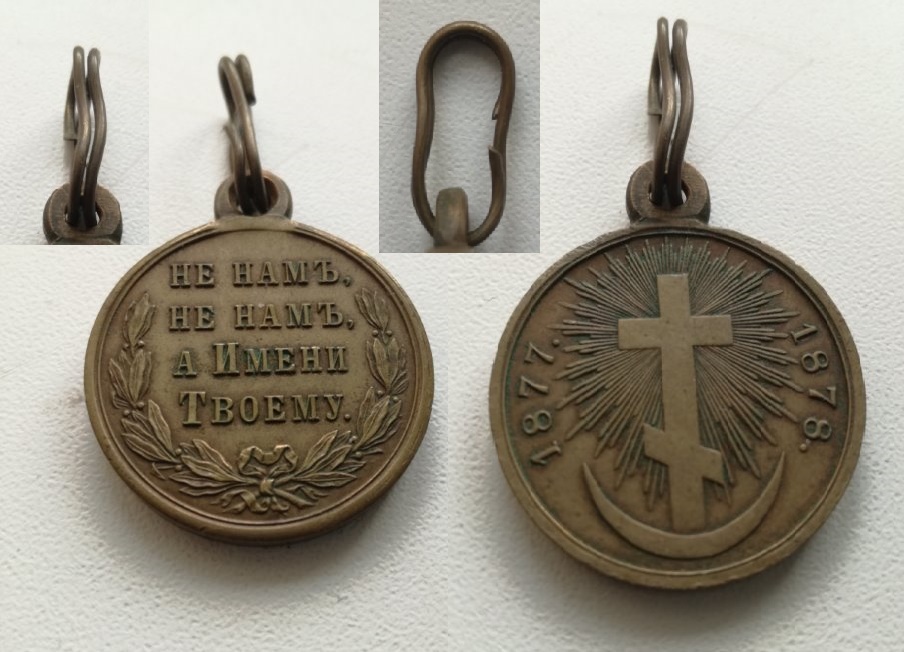 НЕ НАМЪ,
НЕ НАМЪ,
А ИМЕНИ
ТВОЕМУ.
1877.
1878.